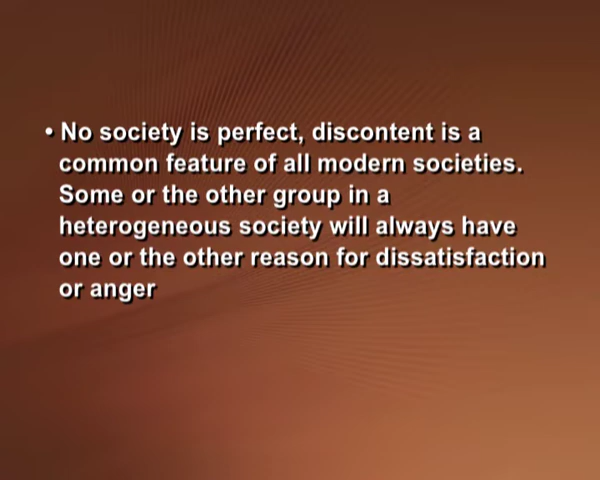 • No society is perfect, discontent is a
common feature of all modern societies.
Some or the other group in a
heterogeneous society will always have
one or the other reason for dissatisfaction
or anger